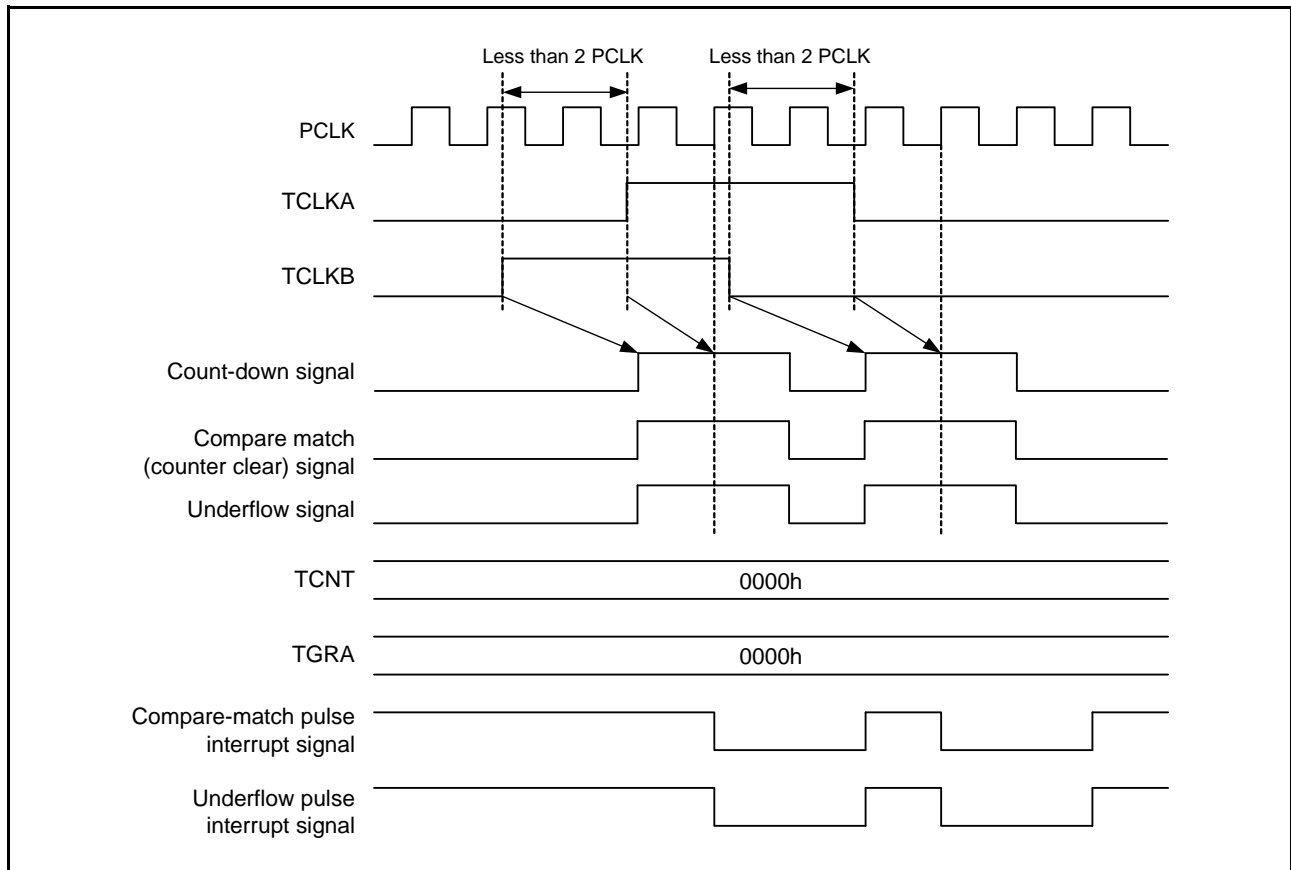 Less than 2 PCLK Less than 2 PCLK
PCLK
TCLKA
TCLKB
Count-down signal
Compare match
(counter clear) signal
Underflow signal
TCNT 0000h
TGRA 0000h
Compare-match pulse
interrupt signal
Underflow pulse
interrupt signal